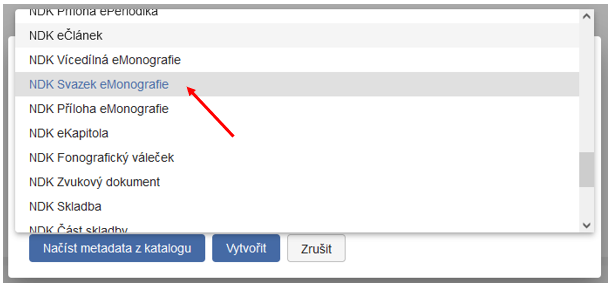 NDK Příloha ePeriodika
NDK eČlánek
NDK Vícedílná eMonografie
NDK Svazek eMonografie
NDK Příloha eMonografie
NDK eKapitola
NDK Fonografický váleček
NDK Zvukový dokument
NDK Skladba
NDK Část skladby
Načíst metadata z katalogu Vytvořit Zrušit